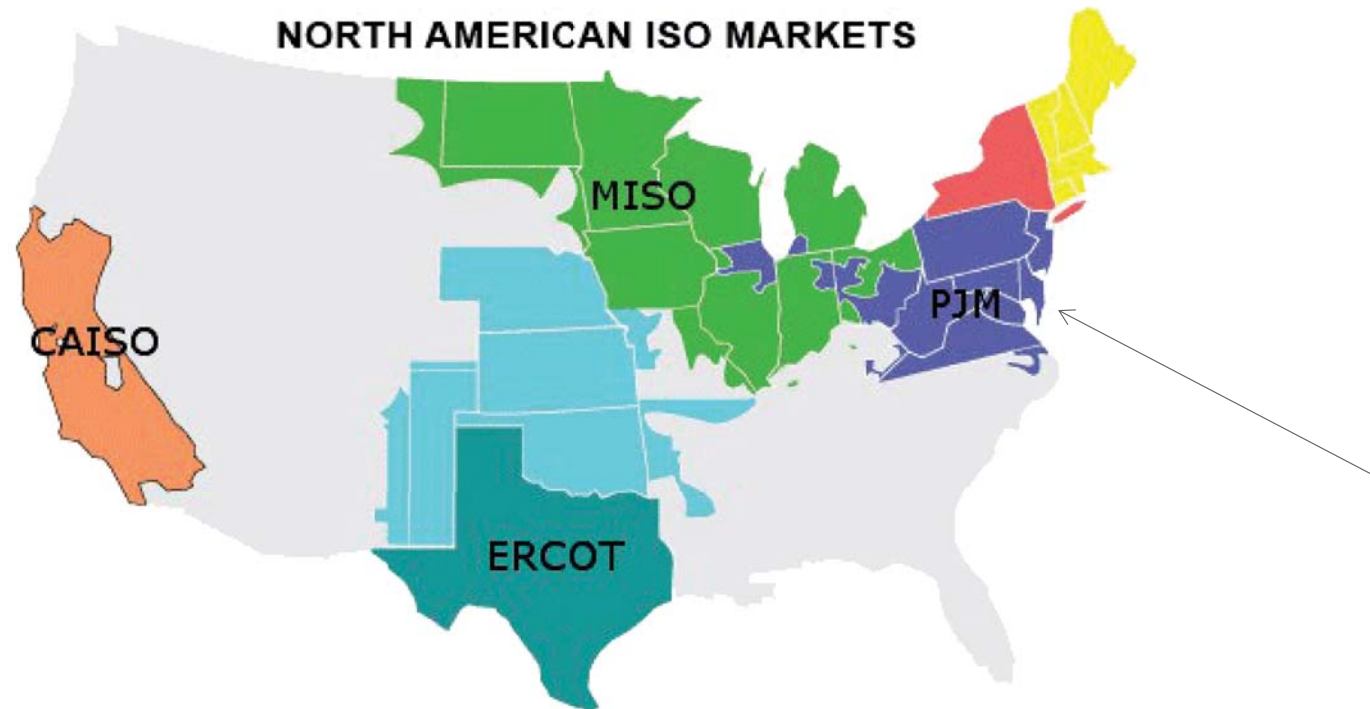 NORTH AMERICAN ISO MARKETS
MISO
PJM
CAISO
ERCOT